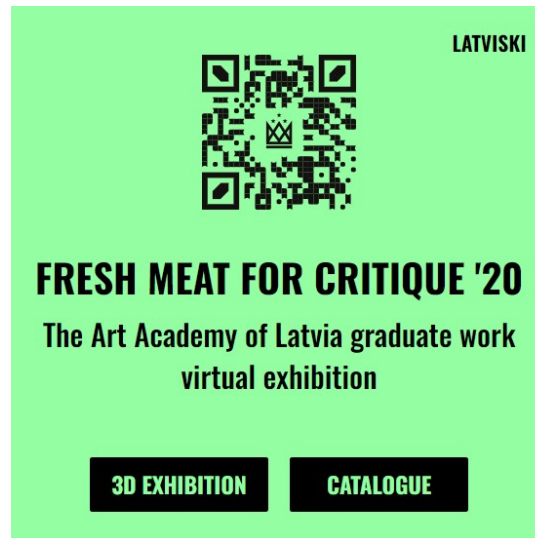 LATVISKI
FRESH MEAT FOR CRITIQUE '20
The Art Academy of Latvia graduate work
virtual exhibition
3D EXHIBITION
CATALOGUE